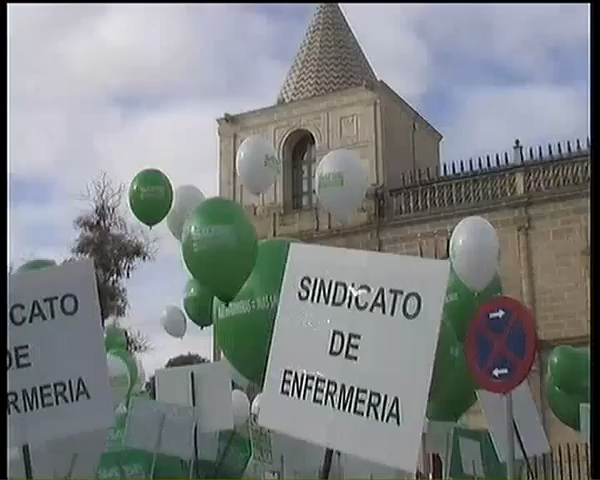 CATO
DE
RMERIA
SINDICATO
DE
ENFERMERIA